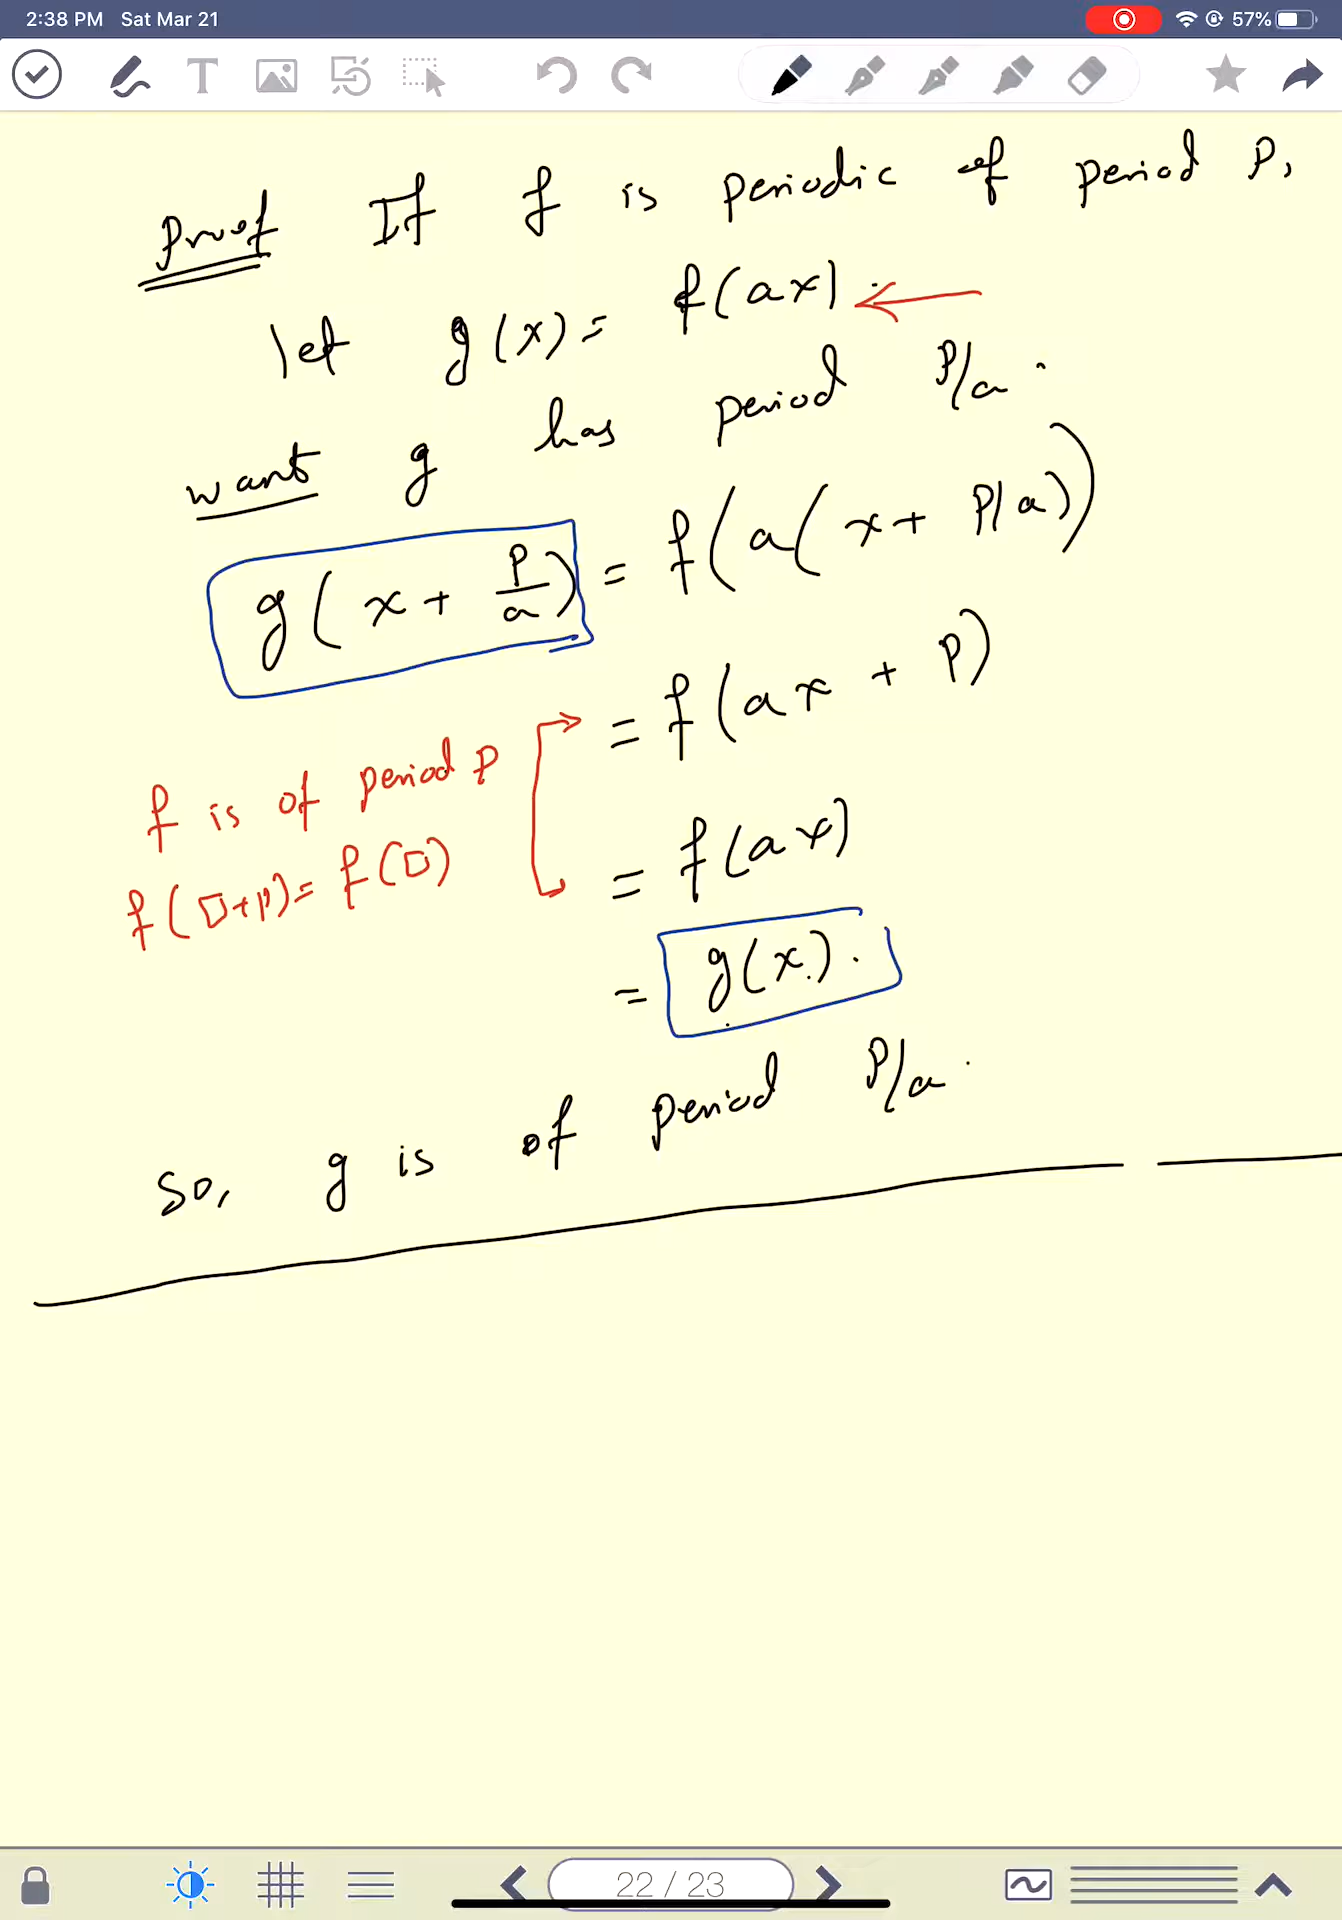 2:38 PM Sat Mar 21 57%
Proof If f is periodic of period P,
let g(x) = f(ax).
want g has period P/a.
g(x + P/a) = f(a(x + P/a))
= f(ax + P)
f is of period P
= f(ax)
f(□+P) = f(□)
= g(x).
So, g is of period P/a.
22 / 23